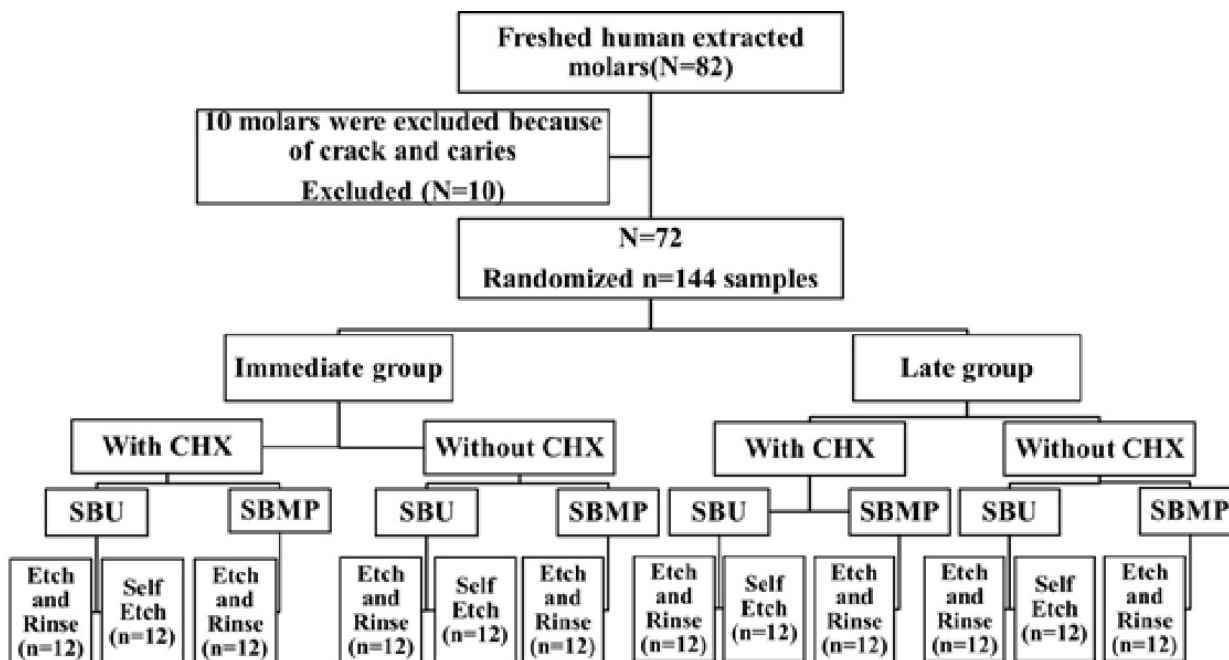 Freshed human extracted
molars(N=82)
10 molars were excluded because
of crack and caries
Excluded (N=10)
N=72
Randomized n=144 samples
Immediate group
Late group
With CHX
Without CHX
With CHX
Without CHX
SBU
SBMP
SBU
SBMP
SBU
SBMP
SBU
SBMP
Etch
and
Rinse
(n=12)
Self
Etch
(n=12)
Etch
and
Rinse
(n=12)
Etch
and
Rinse
(n=12)
Self
Etch
(n=12)
Etch
and
Rinse
(n=12)
Etch
and
Rinse
(n=12)
Self
Etch
(n=12)
Etch
and
Rinse
(n=12)
Etch
and
Rinse
(n=12)
Self
Etch
(n=12)
Etch
and
Rinse
(n=12)